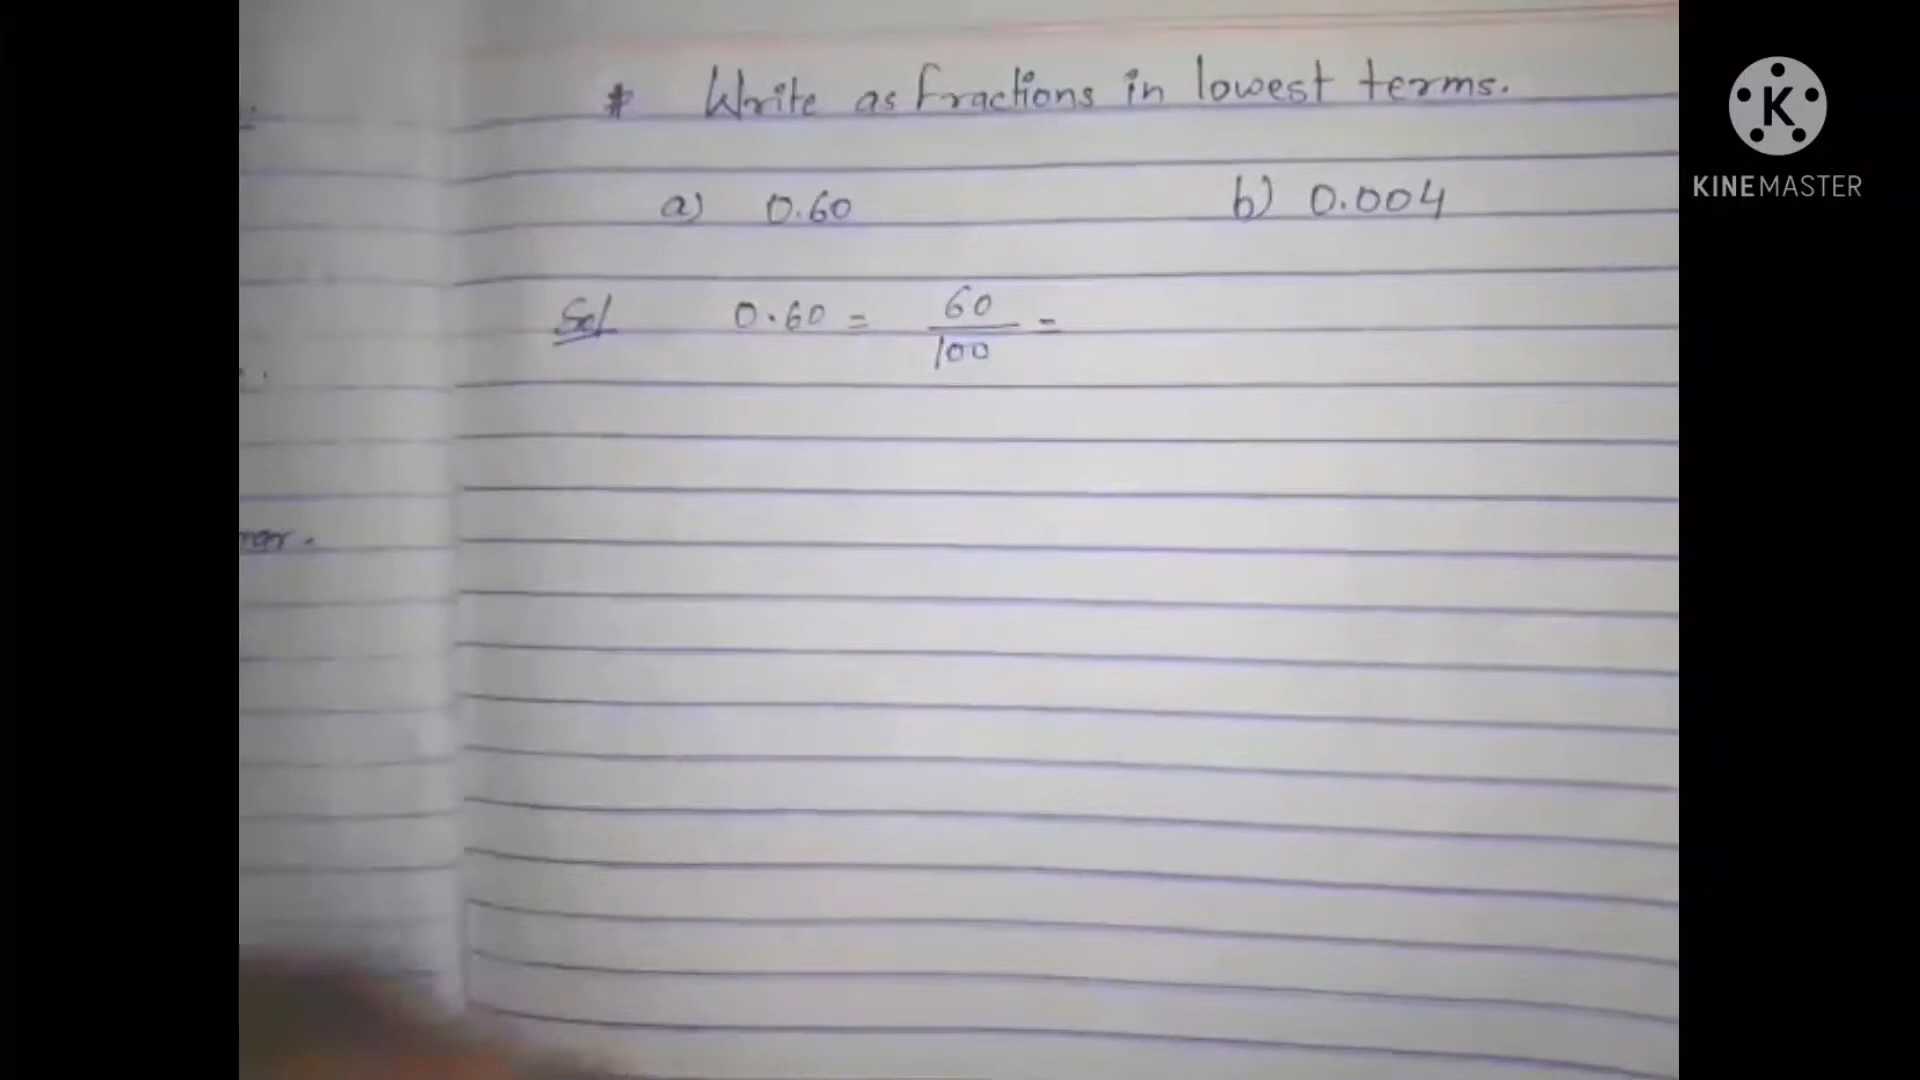 * Write as fractions in lowest terms.
a) 0.60 b) 0.004
Sol 0.60 = 60/100 =
K
KINEMASTER